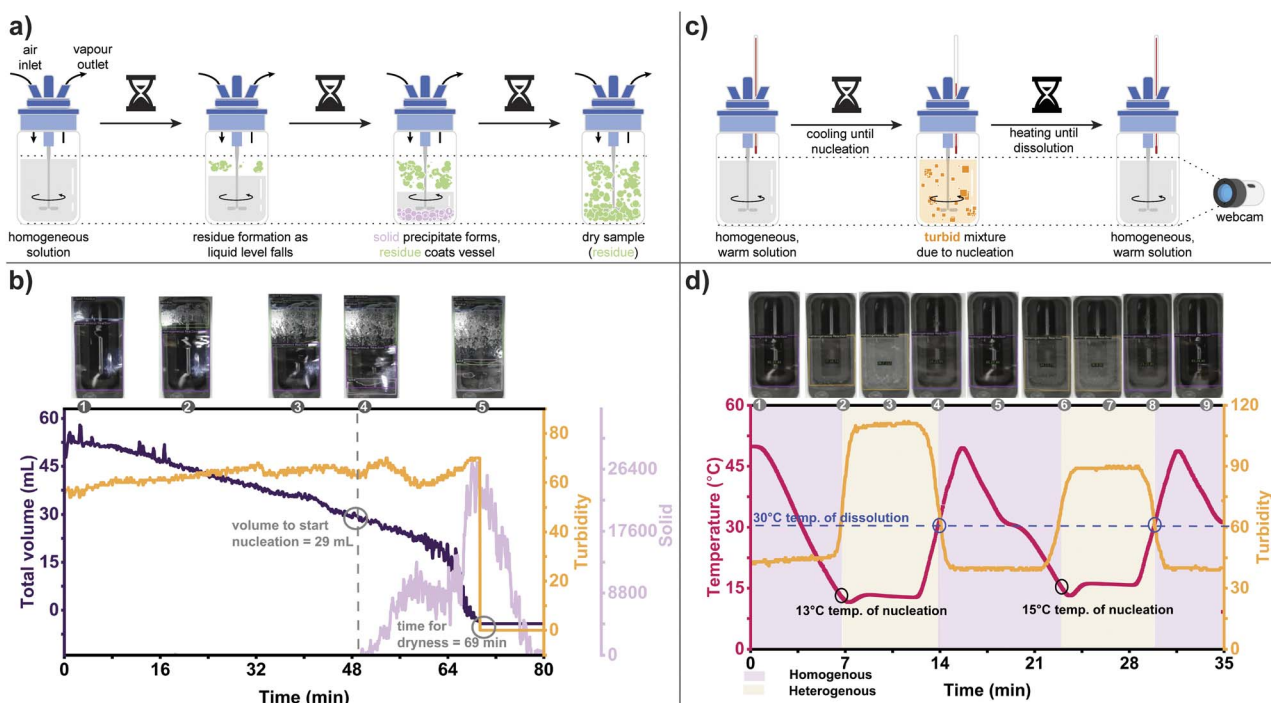 a)
air
inlet
vapour
outlet
homogeneous
solution
residue formation as
liquid level falls
solid precipitate forms,
residue coats vessel
dry sample
(residue)
c)
cooling until
nucleation
heating until
dissolution
webcam
homogeneous,
warm solution
turbid mixture
due to nucleation
homogeneous,
warm solution
b)
1
2
3
4
5
60
45
30
15
0
Total volume (mL)
volume to start
nucleation = 29 mL
time for
dryness = 69 min
80
60
40
20
0
Turbidity
26400
17600
8800
0
Solid
0
16
32
48
64
80
Time (min)
d)
1
2
3
4
5
6
7
8
9
60
45
30
15
0
Temperature (°C)
30°C temp. of dissolution
13°C temp. of nucleation
15°C temp. of nucleation
120
90
60
30
0
Turbidity
0
7
14
21
28
35
Time (min)
Homogenous
Heterogenous